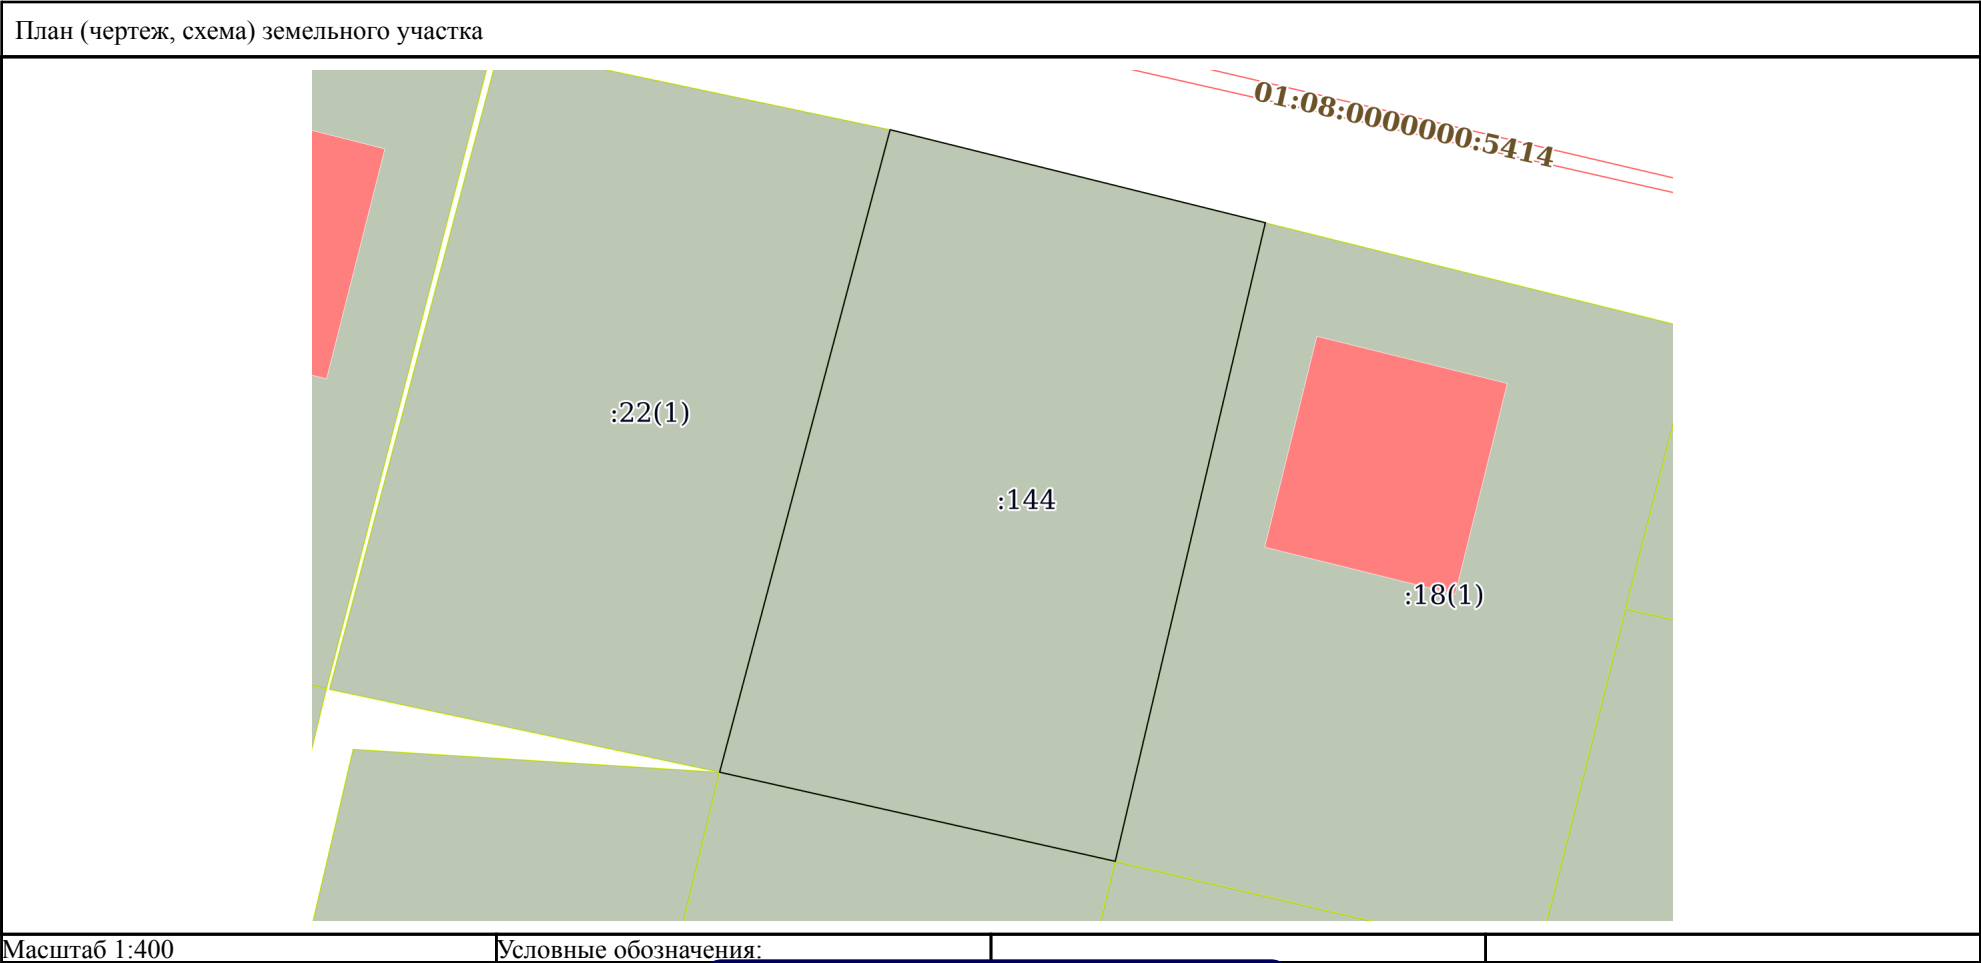 План (чертеж, схема) земельного участка
01:08:0000000:5414
:22(1)
:144
:18(1)
Масштаб 1:400
Условные обозначения: